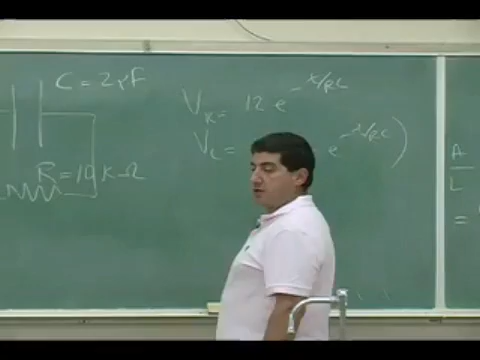 C = 2μF
V_R = 12 e^{-t/RC}
V_C = e^{-t/RC})
R = 10 kΩ
A
L
=